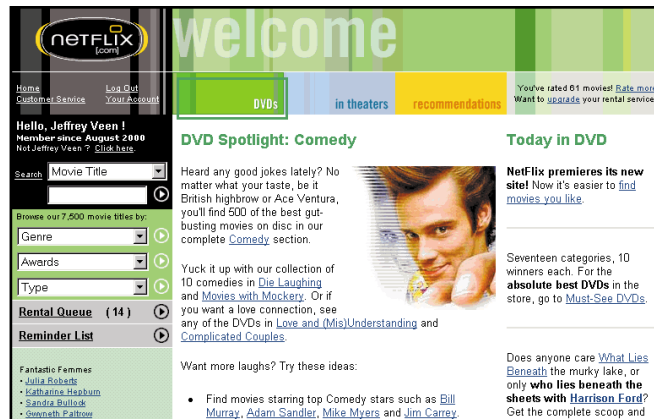 NETFLIX
[.com]
welcome
Home
Log Out
Customer Service
Your Account
DVDs
in theaters
recommendations
You've rated 61 movies! Rate more
Want to upgrade your rental service
Hello, Jeffrey Veen !
Member since August 2000
Not Jeffrey Veen ? Click here.
Search
Movie Title
Browse our 7,500 movie titles by:
Genre
Awards
Type
Rental Queue ( 14 )
Reminder List
Fantastic Femmes
• Julia Roberts
• Katharine Hepburn
• Sandra Bullock
• Gwyneth Paltrow
DVD Spotlight: Comedy
Heard any good jokes lately? No
matter what your taste, be it
British highbrow or Ace Ventura,
you'll find 500 of the best gut-
busting movies on disc in our
complete Comedy section.
Yuck it up with our collection of
10 comedies in Die Laughing
and Movies with Mockery. Or if
you want a love connection, see
any of the DVDs in Love and (Mis)Understanding and
Complicated Couples.
Want more laughs? Try these ideas:
• Find movies starring top Comedy stars such as Bill
Murray, Adam Sandler, Mike Myers and Jim Carrey.
Today in DVD
NetFlix premieres its new
site! Now it's easier to find
movies you like.
Seventeen categories, 10
winners each. For the
absolute best DVDs in the
store, go to Must-See DVDs.
Does anyone care What Lies
Beneath the murky lake, or
only who lies beneath the
sheets with Harrison Ford?
Get the complete scoop and